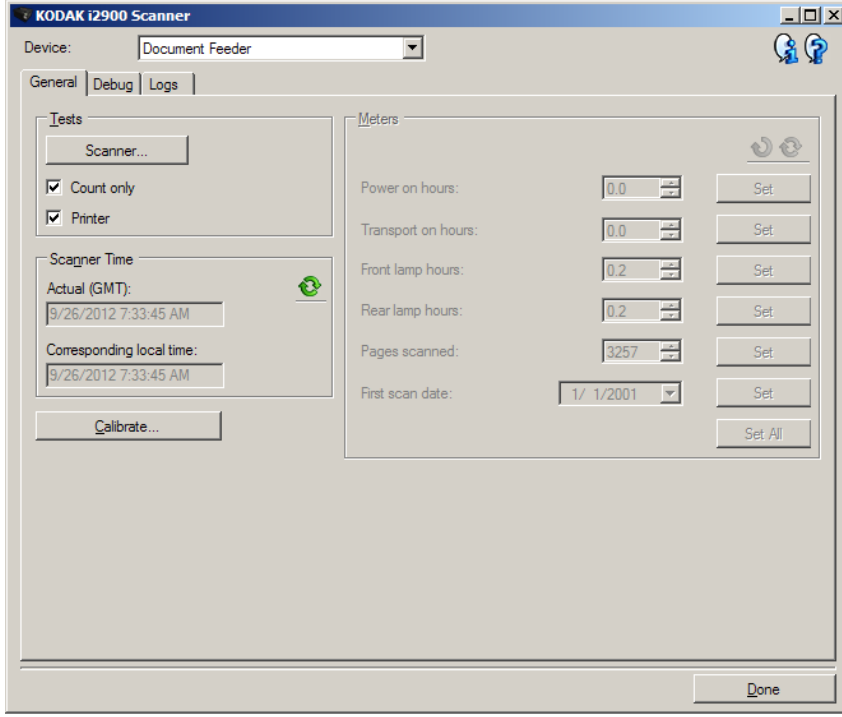 KODAK i2900 Scanner
Device: Document Feeder
General Debug Logs
Tests
Scanner...
Count only
Printer
Scanner Time
Actual (GMT):
9/26/2012 7:33:45 AM
Corresponding local time:
9/26/2012 7:33:45 AM
Calibrate...
Meters
Power on hours: 0.0 Set
Transport on hours: 0.0 Set
Front lamp hours: 0.2 Set
Rear lamp hours: 0.2 Set
Pages scanned: 3257 Set
First scan date: 1/ 1/2001 Set
Set All
Done